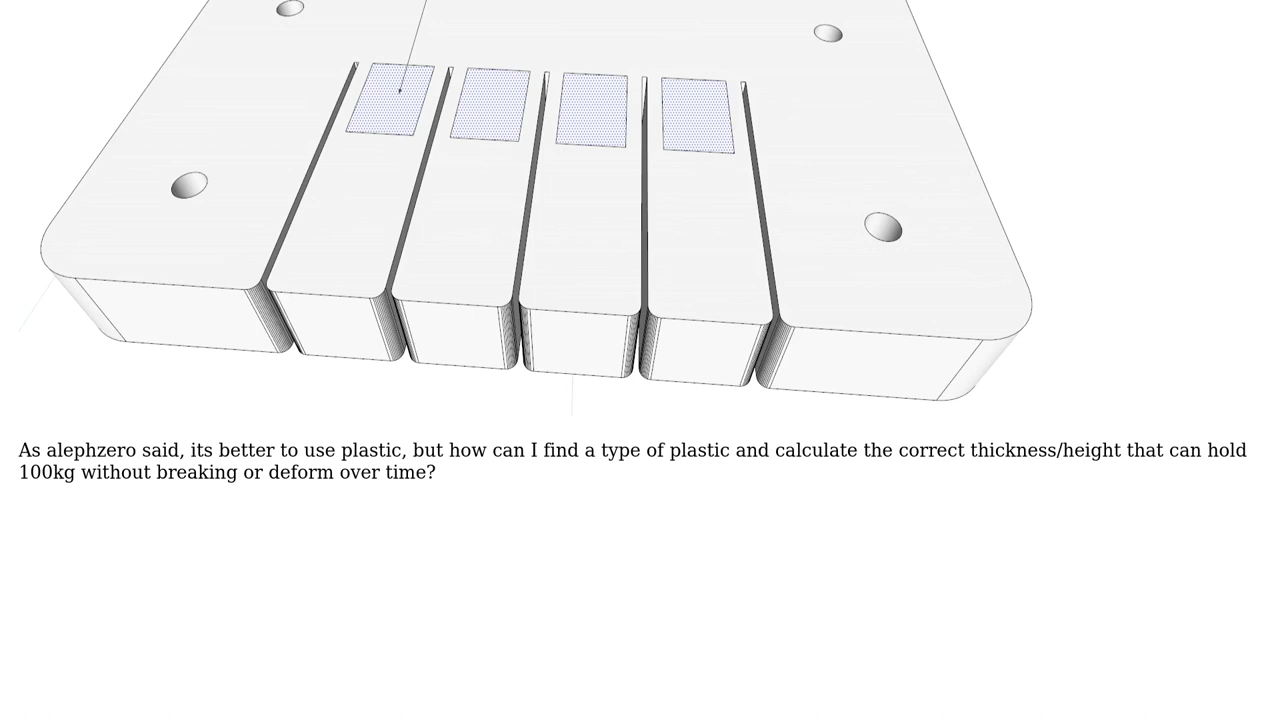 As alephzero said, its better to use plastic, but how can I find a type of plastic and calculate the correct thickness/height that can hold
100kg without breaking or deform over time?